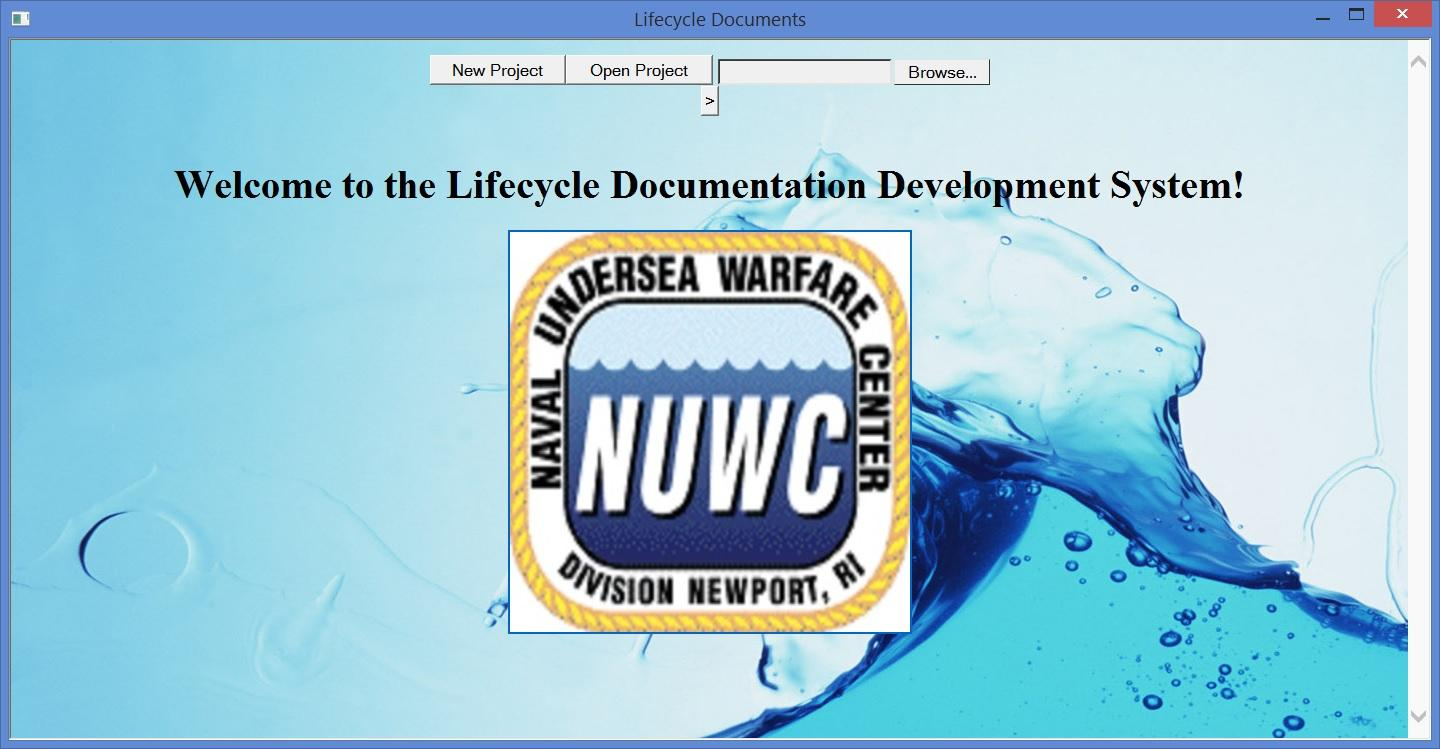 Lifecycle Documents
New Project Open Project Browse...
>
Welcome to the Lifecycle Documentation Development System!
NAVAL UNDERSEA WARFARE CENTER
NUWC
DIVISION NEWPORT, RI